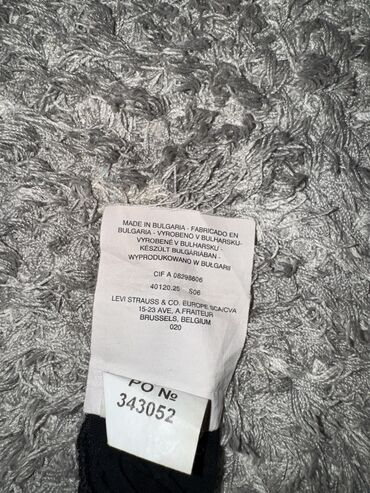 MADE IN BULGARIA - FABRICADO EN
BULGARIA - VYROBENO V BULHARSKU-
VYROBENÉ V BULHARSKU -
KÉSZÜLT BULGÁRIÁBAN -
WYPRODUKOWANO W BUŁGARII
CIF A 08298606
40120.25 S06
LEVI STRAUSS & CO. EUROPE SCA/CVA
15-23 AVE, A.FRAITEUR
BRUSSELS, BELGIUM
020
PO №
343052